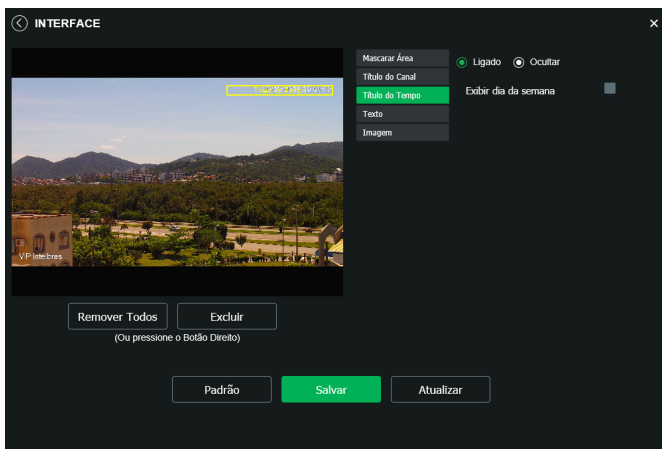 INTERFACE
Mascarar Área
Ligado
Ocultar
Título do Canal
Título do Tempo
Exibir dia da semana
Texto
Imagem
VIP Intelbras
Remover Todos
Excluir
(Ou pressione o Botão Direito)
Padrão
Salvar
Atualizar